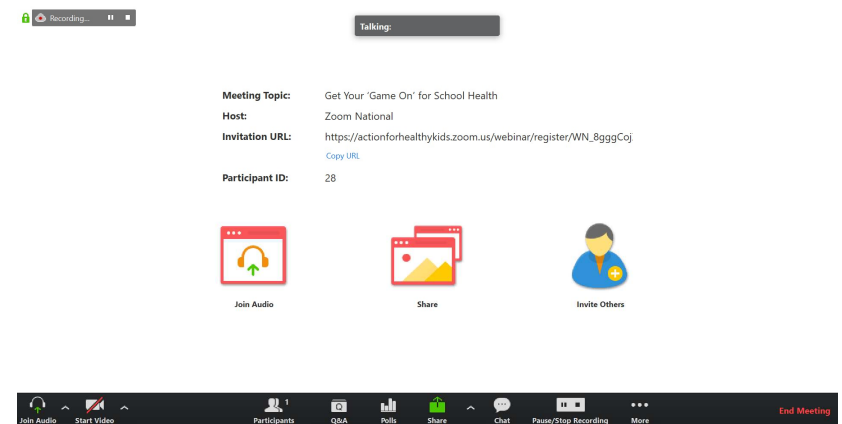 Recording...
Talking:
Meeting Topic: Get Your 'Game On' for School Health
Host: Zoom National
Invitation URL: https://actionforhealthykids.zoom.us/webinar/register/WN_8gggCoj
Copy URL
Participant ID: 28
Join Audio Share Invite Others
Join Audio Start Video 1 Participants Q&A Polls Share Chat Pause/Stop Recording More End Meeting